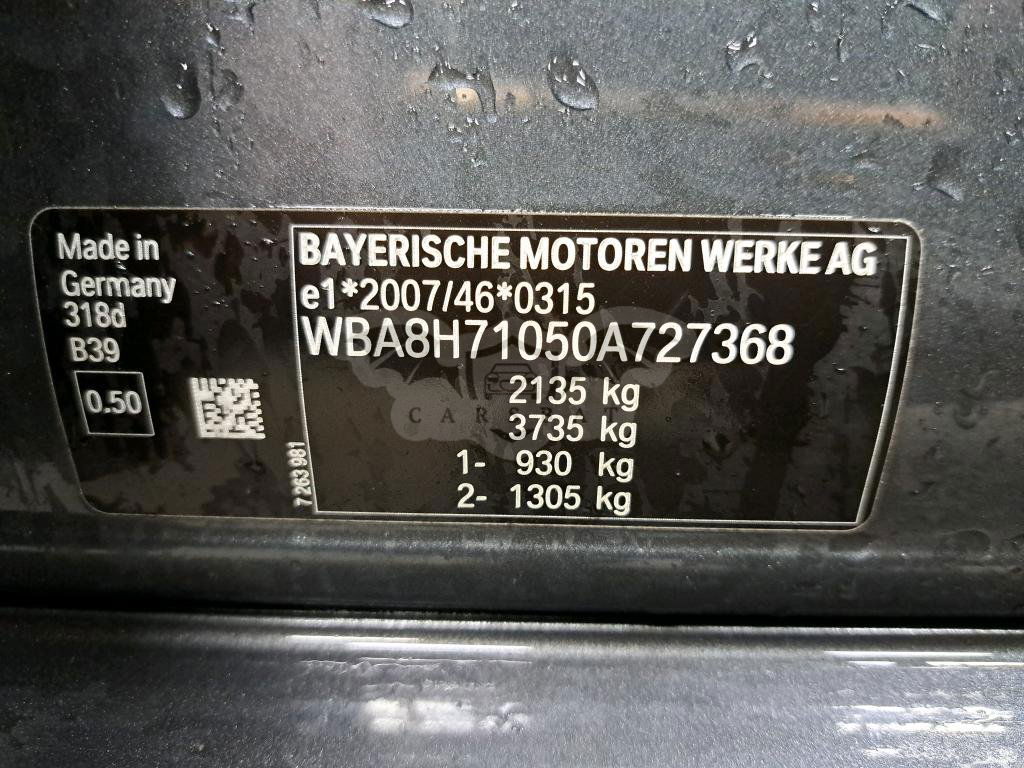 Made in
Germany
318d
B39
0.50
7 263 981
BAYERISCHE MOTOREN WERKE AG
e1*2007/46*0315
WBA8H71050A727368
2135 kg
3735 kg
1- 930 kg
2- 1305 kg
CARSBAT